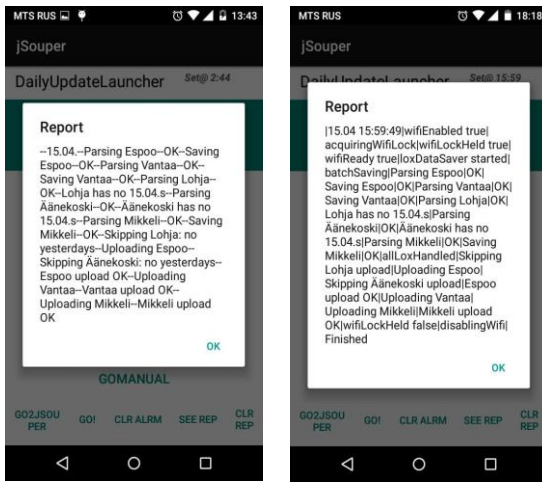 MTS RUS
13:43
jSouper
DailyUpdateLauncher
Set@ 2:44
Report
--15.04.--Parsing Espoo--OK--Saving
Espoo--OK--Parsing Vantaa--OK--
Saving Vantaa--OK--Parsing Lohja--
OK--Lohja has no 15.04.s--Parsing
Äänekoski--OK--Äänekoski has no
15.04.s--Parsing Mikkeli--OK--Saving
Mikkeli--OK--Skipping Lohja: no
yesterdays--Uploading Espoo--
Skipping Äänekoski: no yesterdays--
Espoo upload OK--Uploading
Vantaa--Vantaa upload OK--
Uploading Mikkeli--Mikkeli upload
OK
OK
GOMANUAL
GO2JSOU
PER
GO!
CLR ALRM
SEE REP
CLR
REP
MTS RUS
18:18
jSouper
DailyUpdateLauncher
Set@ 15:59
Report
|15.04 15:59:49|wifiEnabled true|
acquiringWifiLock|wifiLockHeld true|
wifiReady true|loxDataSaver started|
batchSaving|Parsing Espoo|OK|
Saving Espoo|OK|Parsing Vantaa|OK|
Saving Vantaa|OK|Parsing Lohja|OK|
Lohja has no 15.04.s|Parsing
Äänekoski|OK|Äänekoski has no
15.04.s|Parsing Mikkeli|OK|Saving
Mikkeli|OK|allLoxHandled|Skipping
Lohja upload|Uploading Espoo|
Skipping Äänekoski upload|Espoo
upload OK|Uploading Vantaa|
Uploading Mikkeli|Mikkeli upload
OK|wifiLockHeld false|disablingWifi|
Finished
OK
GO2JSOU
PER
GO!
CLR ALRM
SEE REP
CLR
REP